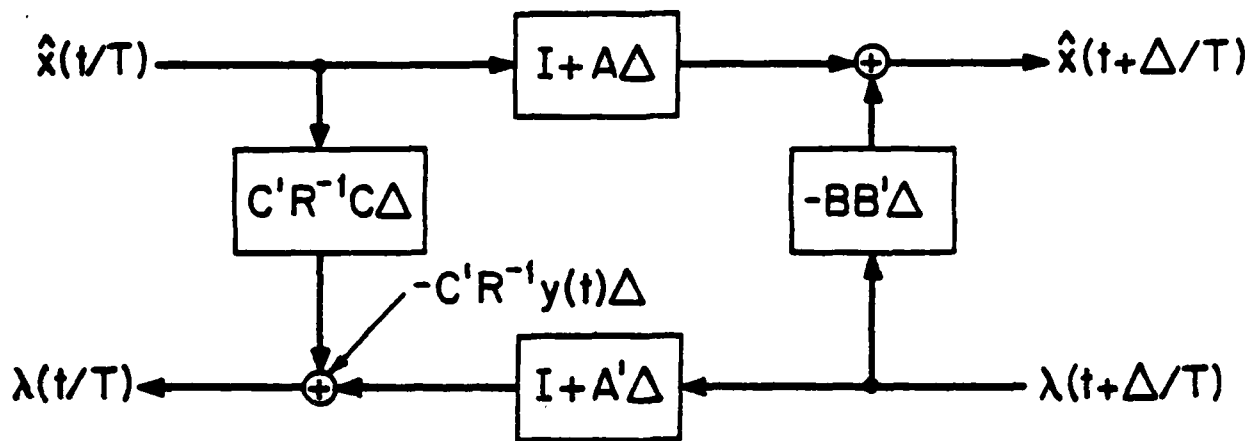 x̂(t/T)
I+AΔ
+
x̂(t+Δ/T)
C'R⁻¹CΔ
-BB'Δ
-C'R⁻¹y(t)Δ
λ(t/T)
+
I+A'Δ
λ(t+Δ/T)